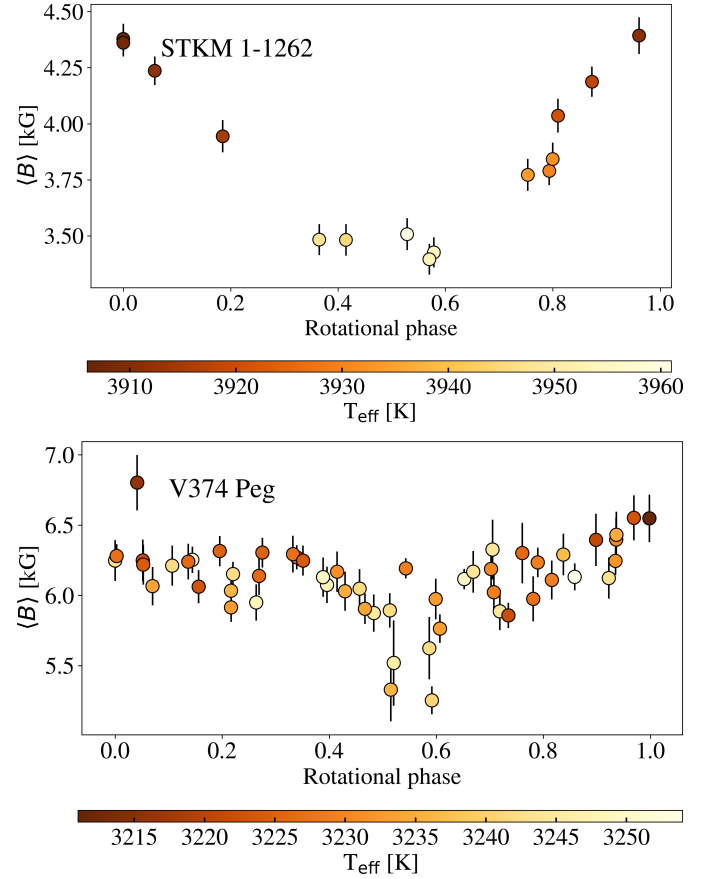 4.50
STKM 1-1262
4.25
4.00
3.75
3.50
⟨B⟩ [kG]
0.0 0.2 0.4 0.6 0.8 1.0
Rotational phase
3910 3920 3930 3940 3950 3960
T_eff [K]
7.0
V374 Peg
6.5
6.0
5.5
⟨B⟩ [kG]
0.0 0.2 0.4 0.6 0.8 1.0
Rotational phase
3215 3220 3225 3230 3235 3240 3245 3250
T_eff [K]